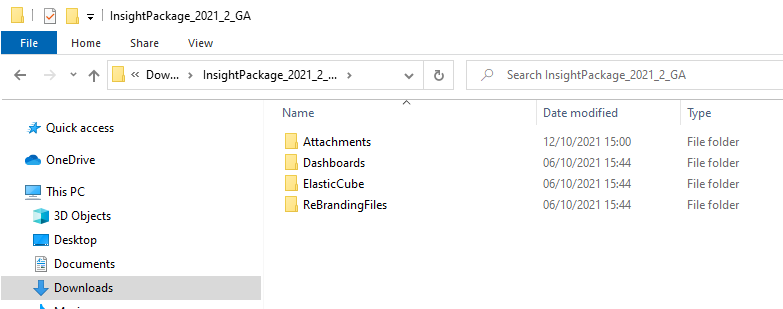 InsightPackage_2021_2_GA
File Home Share View
Dow... InsightPackage_2021_2_... Search InsightPackage_2021_2_GA
Name Date modified Type
Quick access
OneDrive
This PC
3D Objects
Desktop
Documents
Downloads
Attachments 12/10/2021 15:00 File folder
Dashboards 06/10/2021 15:44 File folder
ElasticCube 06/10/2021 15:44 File folder
ReBrandingFiles 06/10/2021 15:44 File folder